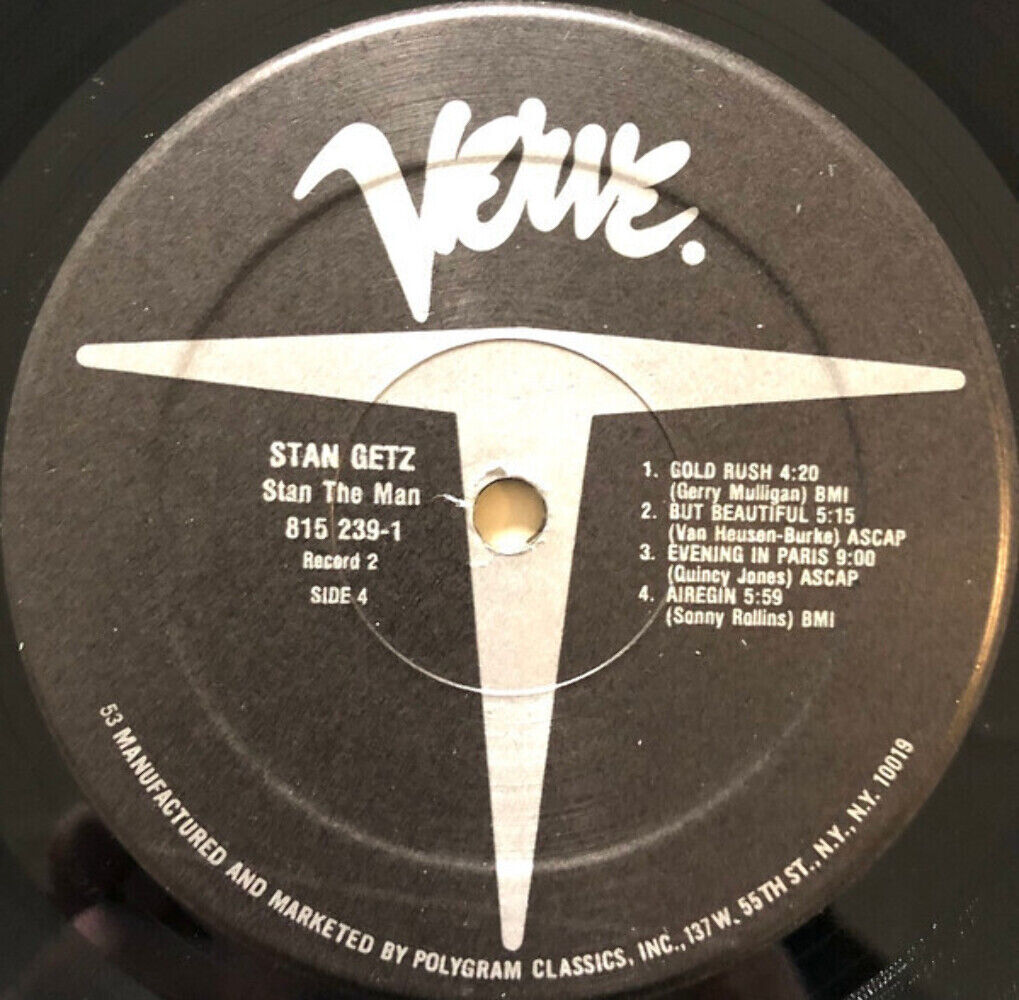 Verve.
STAN GETZ
Stan The Man
815 239-1
Record 2
SIDE 4
1. GOLD RUSH 4:20
(Gerry Mulligan) BMI
2. BUT BEAUTIFUL 5:15
(Van Heusen-Burke) ASCAP
3. EVENING IN PARIS 9:00
(Quincy Jones) ASCAP
4. AIREGIN 5:59
(Sonny Rollins) BMI
53 MANUFACTURED AND MARKETED BY POLYGRAM CLASSICS, INC., 137 W. 55TH ST., N.Y., N.Y. 10019